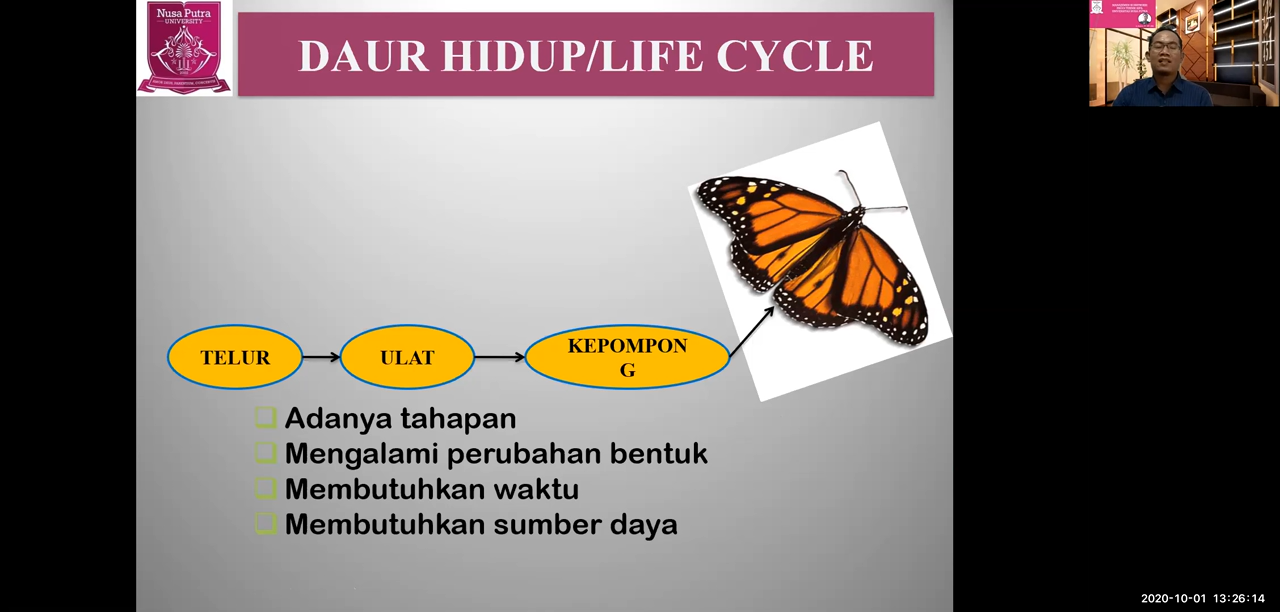 Nusa Putra
UNIVERSITY
DAUR HIDUP/LIFE CYCLE
TELUR
ULAT
KEPOMPON
G
Adanya tahapan
Mengalami perubahan bentuk
Membutuhkan waktu
Membutuhkan sumber daya
2020-10-01 13:26:14